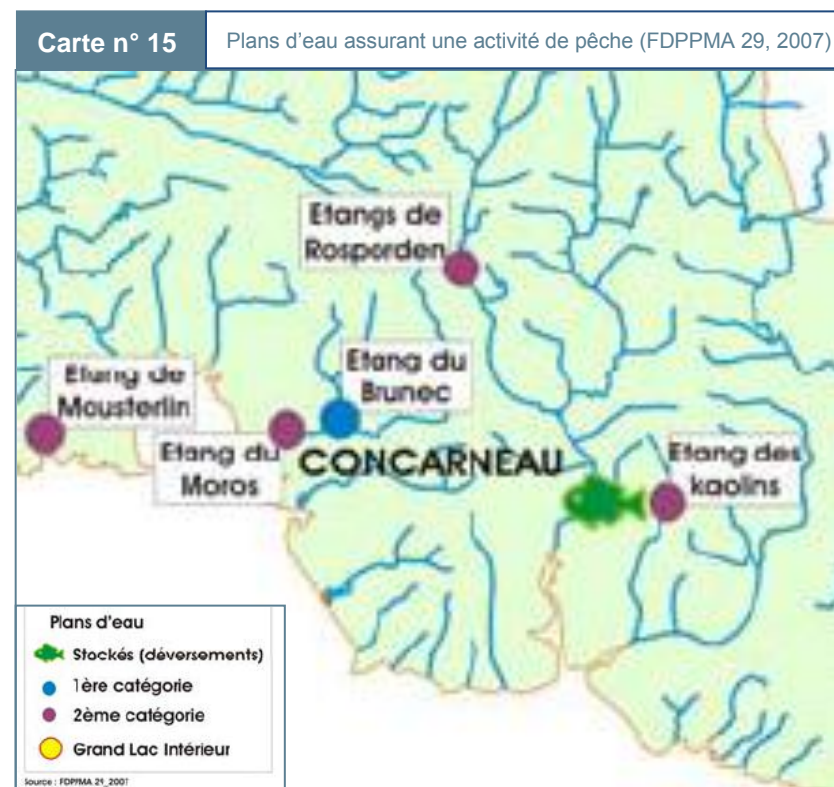 Carte n° 15
Plans d’eau assurant une activité de pêche (FDPPMA 29, 2007)
Etangs de
Rosporden
Etang du
Brunec
Etang de
Mousterlin
Etang du
Moros
CONCARNEAU
Etang des
kaolins
Plans d'eau
Stockés (déversements)
1ère catégorie
2ème catégorie
Grand Lac Intérieur
Source : FDPPMA 29_2007